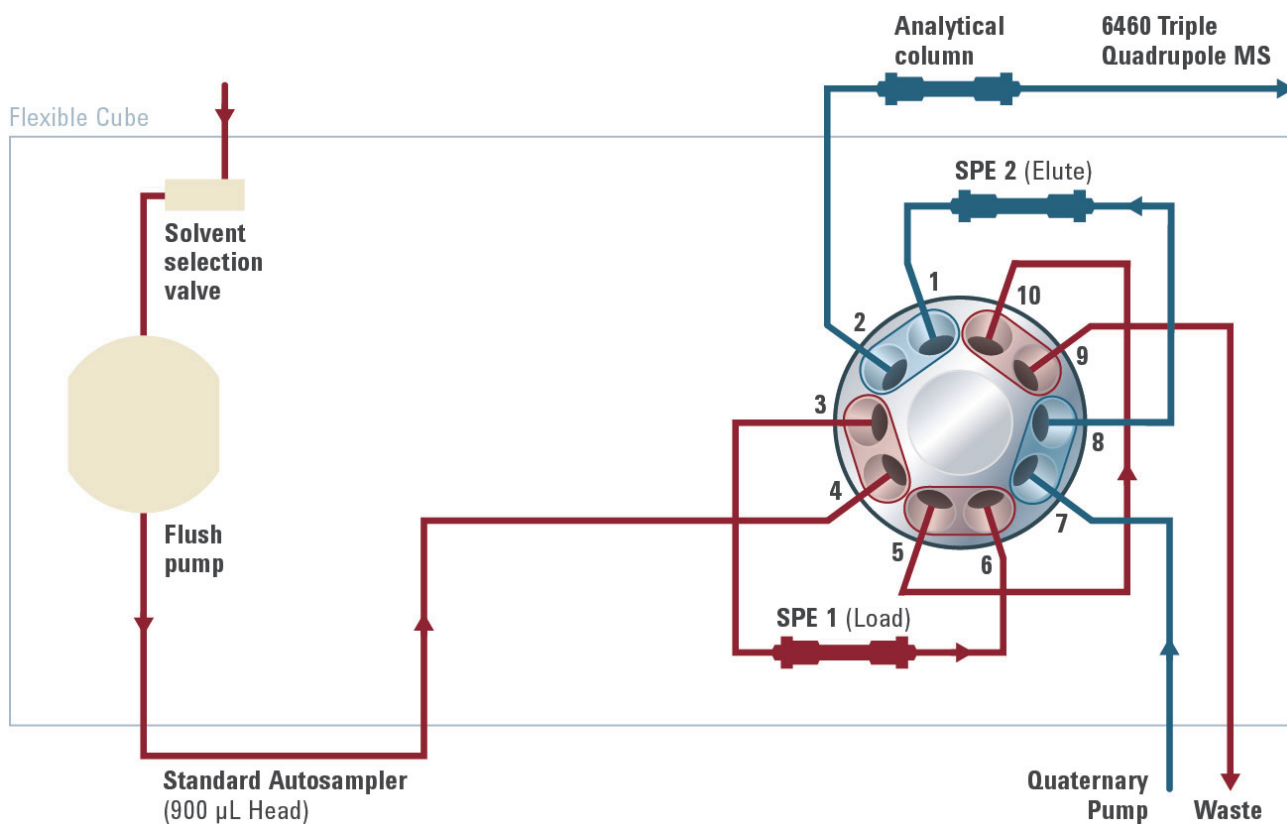 Analytical
column
6460 Triple
Quadrupole MS
Flexible Cube
SPE 2 (Elute)
Solvent
selection
valve
1
10
2
9
3
8
4
7
5
6
Flush
pump
SPE 1 (Load)
Standard Autosampler
(900 µL Head)
Quaternary
Pump
Waste